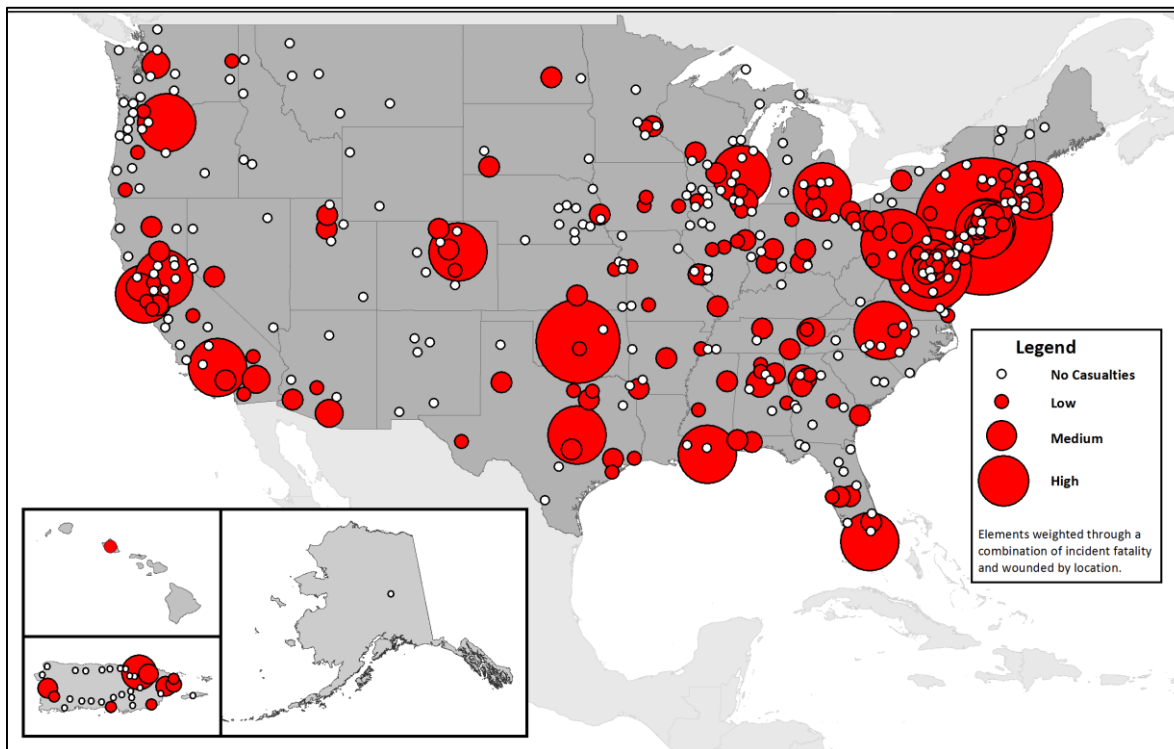 Legend
No Casualties
Low
Medium
High
Elements weighted through a
combination of incident fatality
and wounded by location.